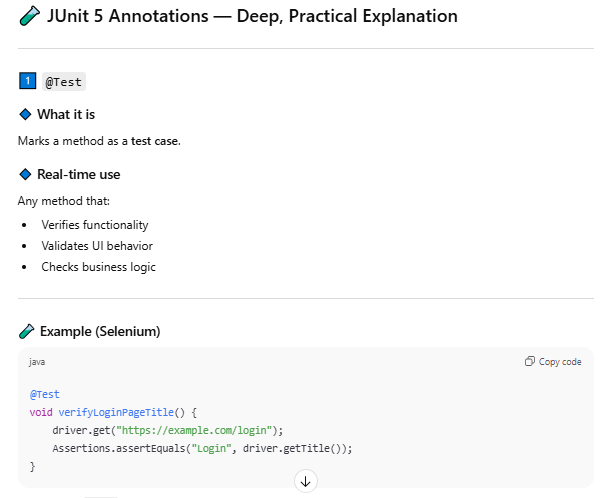 🧪 JUnit 5 Annotations — Deep, Practical Explanation
1 @Test
🔷 What it is
Marks a method as a test case.
🔷 Real-time use
Any method that:
• Verifies functionality
• Validates UI behavior
• Checks business logic
🧪 Example (Selenium)
java Copy code
@Test
void verifyLoginPageTitle() {
    driver.get("https://example.com/login");
    Assertions.assertEquals("Login", driver.getTitle());
}